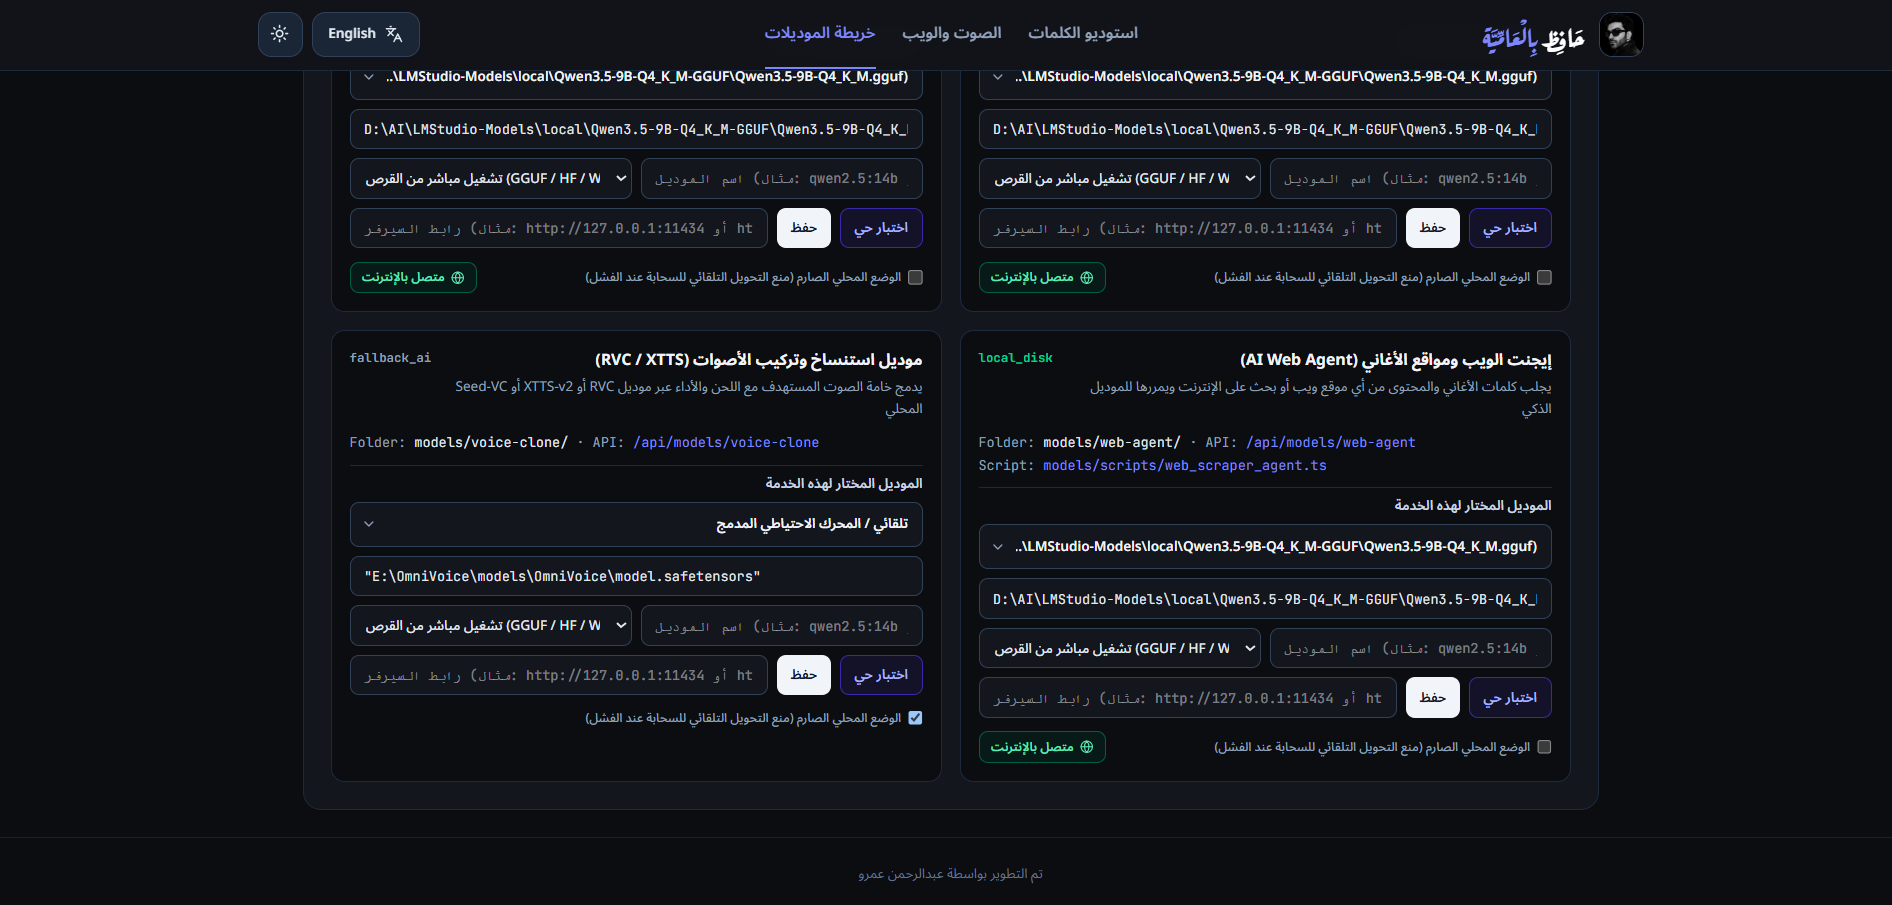 حَافِظ بِالْعَامِّيَّة
استوديو الكلمات
الصوت والويب
خريطة الموديلات
English
..\LMStudio-Models\local\Qwen3.5-9B-Q4_K_M-GGUF\Qwen3.5-9B-Q4_K_M.gguf)
D:\AI\LMStudio-Models\local\Qwen3.5-9B-Q4_K_M-GGUF\Qwen3.5-9B-Q4_K_
اسم الموديل (مثال: qwen2.5:14b
تشغيل مباشر من القرص (GGUF / HF / W
اختبار حي
حفظ
رابط السيرفر (مثال: http://127.0.0.1:11434 أو ht
الوضع المحلي الصارم (منع التحويل التلقائي للسحابة عند الفشل)
متصل بالإنترنت
..\LMStudio-Models\local\Qwen3.5-9B-Q4_K_M-GGUF\Qwen3.5-9B-Q4_K_M.gguf)
D:\AI\LMStudio-Models\local\Qwen3.5-9B-Q4_K_M-GGUF\Qwen3.5-9B-Q4_K_
اسم الموديل (مثال: qwen2.5:14b
تشغيل مباشر من القرص (GGUF / HF / W
اختبار حي
حفظ
رابط السيرفر (مثال: http://127.0.0.1:11434 أو ht
الوضع المحلي الصارم (منع التحويل التلقائي للسحابة عند الفشل)
متصل بالإنترنت
إيجنت الويب ومواقع الأغاني (AI Web Agent)
local_disk
يجلب كلمات الأغاني والمحتوى من أي موقع ويب أو بحث على الإنترنت ويمررها للموديل
الذكي
Folder: models/web-agent/ · API: /api/models/web-agent
Script: models/scripts/web_scraper_agent.ts
الموديل المختار لهذه الخدمة
..\LMStudio-Models\local\Qwen3.5-9B-Q4_K_M-GGUF\Qwen3.5-9B-Q4_K_M.gguf)
D:\AI\LMStudio-Models\local\Qwen3.5-9B-Q4_K_M-GGUF\Qwen3.5-9B-Q4_K_
اسم الموديل (مثال: qwen2.5:14b
تشغيل مباشر من القرص (GGUF / HF / W
اختبار حي
حفظ
رابط السيرفر (مثال: http://127.0.0.1:11434 أو ht
الوضع المحلي الصارم (منع التحويل التلقائي للسحابة عند الفشل)
متصل بالإنترنت
موديل استنساخ وتركيب الأصوات (RVC / XTTS)
fallback_ai
يدمج خامة الصوت المستهدف مع اللحن والأداء عبر موديل RVC أو XTTS-v2 أو Seed-VC
المحلي
Folder: models/voice-clone/ · API: /api/models/voice-clone
الموديل المختار لهذه الخدمة
تلقائي / المحرك الاحتياطي المدمج
"E:\OmniVoice\models\OmniVoice\model.safetensors"
اسم الموديل (مثال: qwen2.5:14b
تشغيل مباشر من القرص (GGUF / HF / W
اختبار حي
حفظ
رابط السيرفر (مثال: http://127.0.0.1:11434 أو ht
الوضع المحلي الصارم (منع التحويل التلقائي للسحابة عند الفشل)
تم التطوير بواسطة عبدالرحمن عمرو